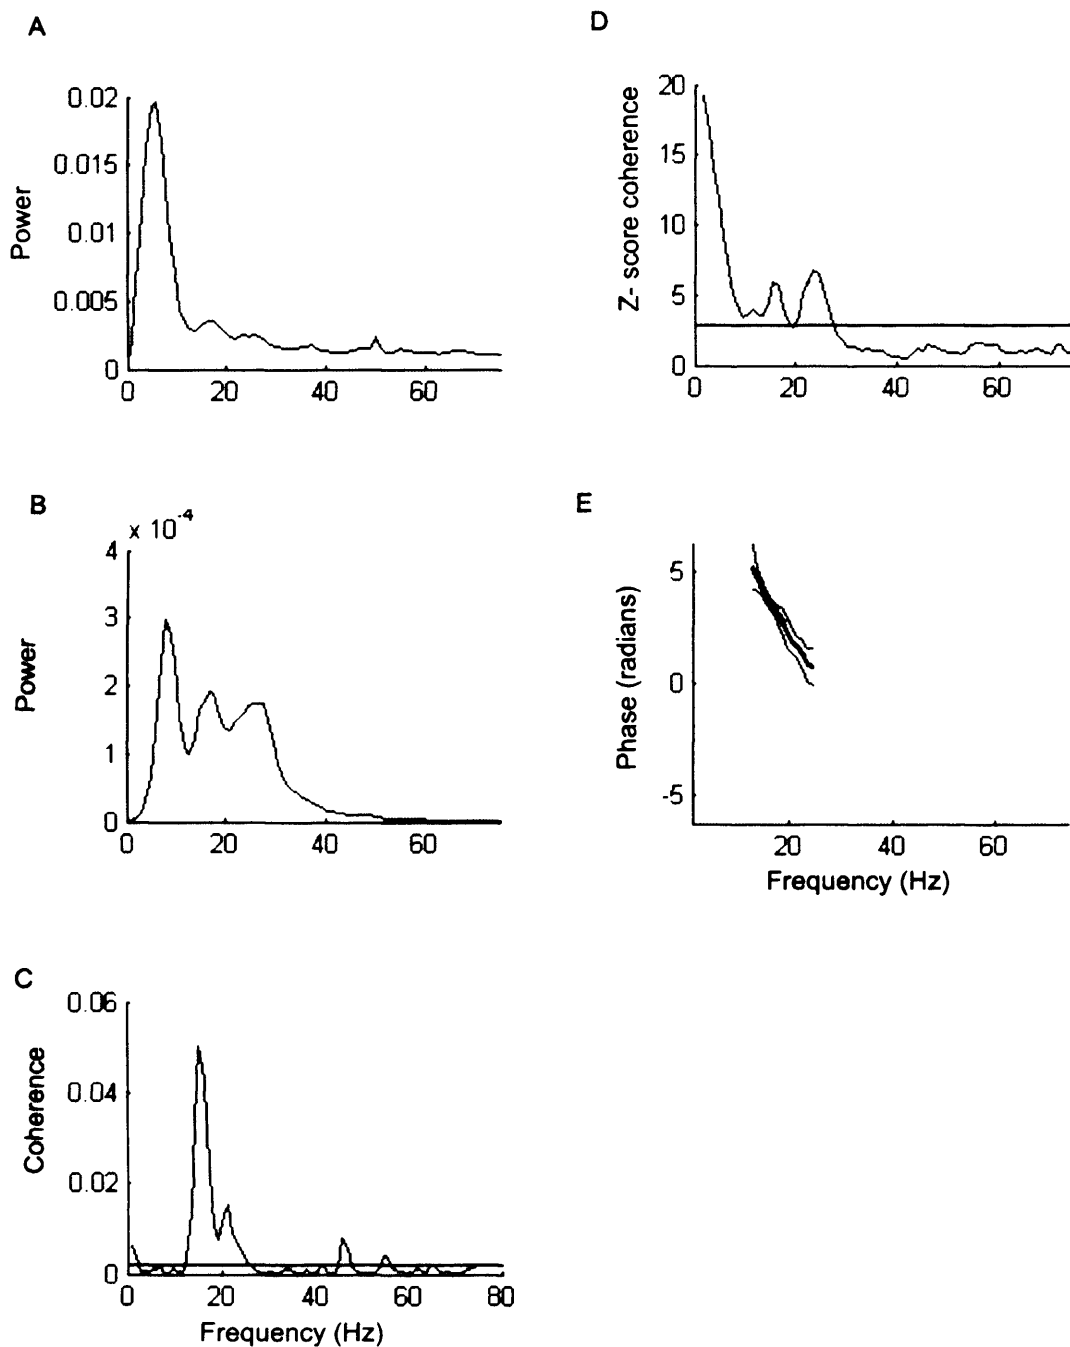 A
0.02
0.015
0.01
0.005
0
0 20 40 60
Power
B
x 10-4
4
3
2
1
0
0 20 40 60
Power
C
0.06
0.04
0.02
0
0 20 40 60 80
Coherence
Frequency (Hz)
D
20
15
10
5
0
0 20 40 60
Z- score coherence
E
5
0
-5
20 40 60
Phase (radians)
Frequency (Hz)